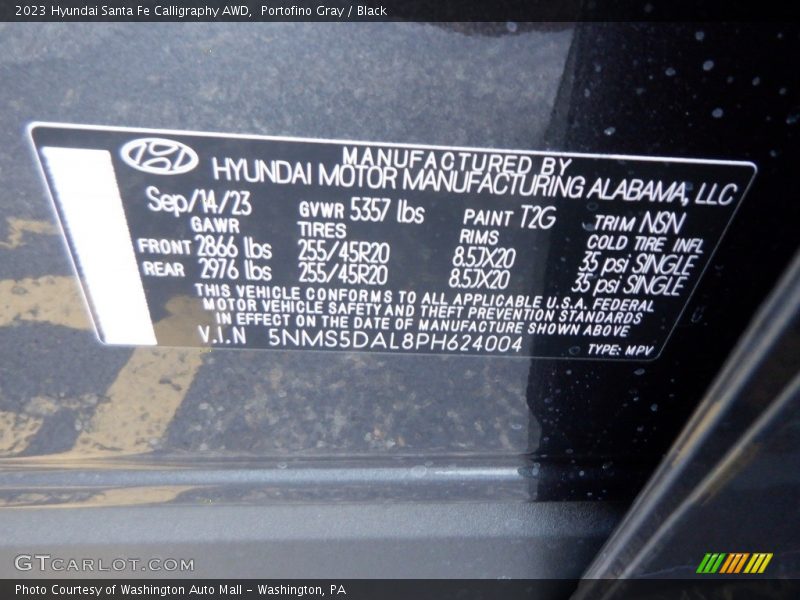 2023 Hyundai Santa Fe Calligraphy AWD, Portofino Gray / Black
MANUFACTURED BY
HYUNDAI MOTOR MANUFACTURING ALABAMA, LLC
Sep/14/23 GVWR 5357 lbs PAINT T2G TRIM NSN
GAWR TIRES RIMS COLD TIRE INFL
FRONT 2866 lbs 255/45R20 8.5JX20 35 psi SINGLE
REAR 2976 lbs 255/45R20 8.5JX20 35 psi SINGLE
THIS VEHICLE CONFORMS TO ALL APPLICABLE U.S.A. FEDERAL
MOTOR VEHICLE SAFETY AND THEFT PREVENTION STANDARDS
IN EFFECT ON THE DATE OF MANUFACTURE SHOWN ABOVE
V.I.N 5NMS5DAL8PH624004 TYPE: MPV
GTCARLOT.COM
Photo Courtesy of Washington Auto Mall - Washington, PA